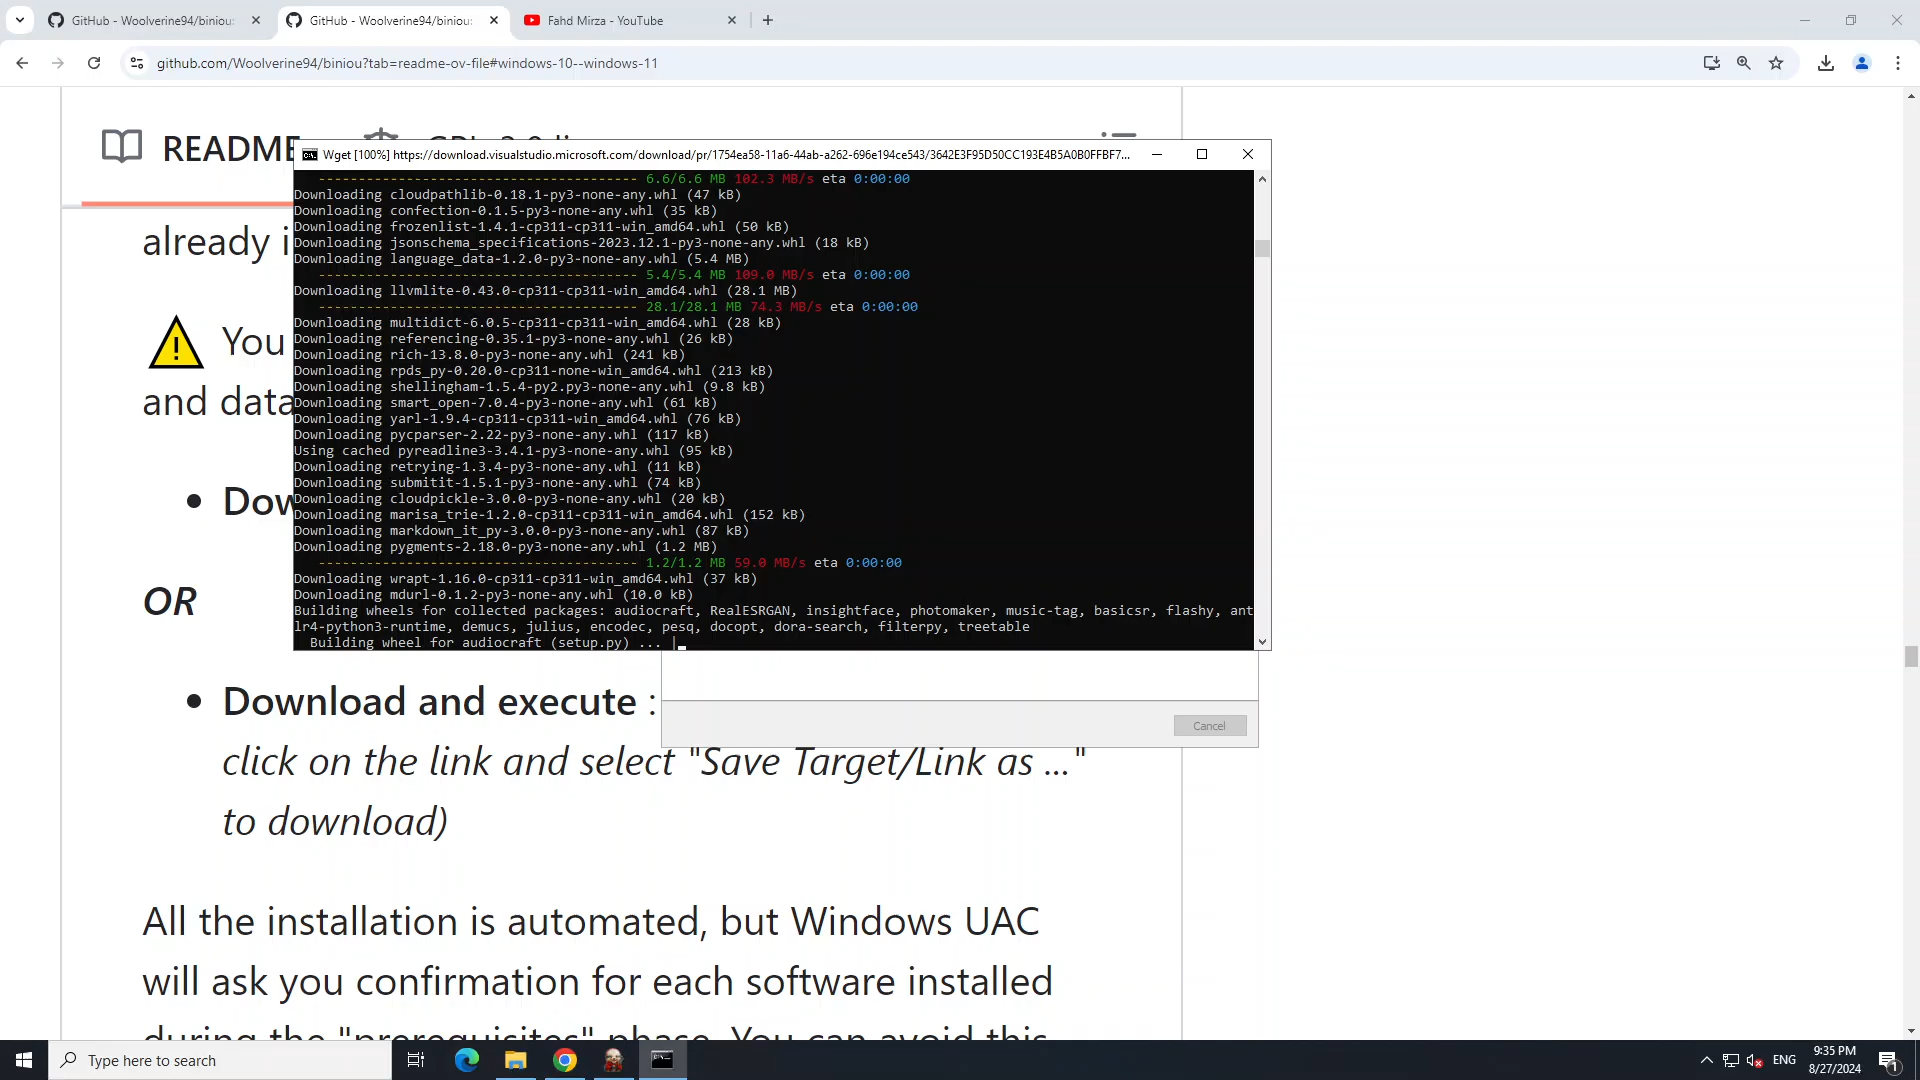 GitHub - Woolverine94/biniou:
GitHub - Woolverine94/biniou:
Fahd Mirza - YouTube
github.com/Woolverine94/biniou?tab=readme-ov-file#windows-10--windows-11
README
Wget [100%] https://download.visualstudio.microsoft.com/download/pr/1754ea58-11a6-44ab-a262-696e194ce543/3642E3F95D50CC193E4B5A0B0FFBF7...
---------------------------------------- 6.6/6.6 MB 102.3 MB/s eta 0:00:00
Downloading cloudpathlib-0.18.1-py3-none-any.whl (47 kB)
Downloading confection-0.1.5-py3-none-any.whl (35 kB)
Downloading frozenlist-1.4.1-cp311-cp311-win_amd64.whl (50 kB)
Downloading jsonschema_specifications-2023.12.1-py3-none-any.whl (18 kB)
Downloading language_data-1.2.0-py3-none-any.whl (5.4 MB)
---------------------------------------- 5.4/5.4 MB 109.0 MB/s eta 0:00:00
Downloading llvmlite-0.43.0-cp311-cp311-win_amd64.whl (28.1 MB)
---------------------------------------- 28.1/28.1 MB 74.3 MB/s eta 0:00:00
Downloading multidict-6.0.5-cp311-cp311-win_amd64.whl (28 kB)
Downloading referencing-0.35.1-py3-none-any.whl (26 kB)
Downloading rich-13.8.0-py3-none-any.whl (241 kB)
Downloading rpds_py-0.20.0-cp311-none-win_amd64.whl (213 kB)
Downloading shellingham-1.5.4-py2.py3-none-any.whl (9.8 kB)
Downloading smart_open-7.0.4-py3-none-any.whl (61 kB)
Downloading yarl-1.9.4-cp311-cp311-win_amd64.whl (76 kB)
Downloading pycparser-2.22-py3-none-any.whl (117 kB)
Using cached pyreadline3-3.4.1-py3-none-any.whl (95 kB)
Downloading retrying-1.3.4-py3-none-any.whl (11 kB)
Downloading submitit-1.5.1-py3-none-any.whl (74 kB)
Downloading cloudpickle-3.0.0-py3-none-any.whl (20 kB)
Downloading marisa_trie-1.2.0-cp311-cp311-win_amd64.whl (152 kB)
Downloading markdown_it_py-3.0.0-py3-none-any.whl (87 kB)
Downloading pygments-2.18.0-py3-none-any.whl (1.2 MB)
---------------------------------------- 1.2/1.2 MB 59.0 MB/s eta 0:00:00
Downloading wrapt-1.16.0-cp311-cp311-win_amd64.whl (37 kB)
Downloading mdurl-0.1.2-py3-none-any.whl (10.0 kB)
Building wheels for collected packages: audiocraft, RealESRGAN, insightface, photomaker, music-tag, basicsr, flashy, ant
lr4-python3-runtime, demucs, julius, encodec, pesq, docopt, dora-search, filterpy, treetable
Building wheel for audiocraft (setup.py) ... |
already i
You
and data
• Dow
OR
• Download and execute :
Cancel
click on the link and select "Save Target/Link as ..."
to download)
All the installation is automated, but Windows UAC
will ask you confirmation for each software installed
during the "prerequisites" phase. You can avoid this
Type here to search
ENG
9:35 PM
8/27/2024
1